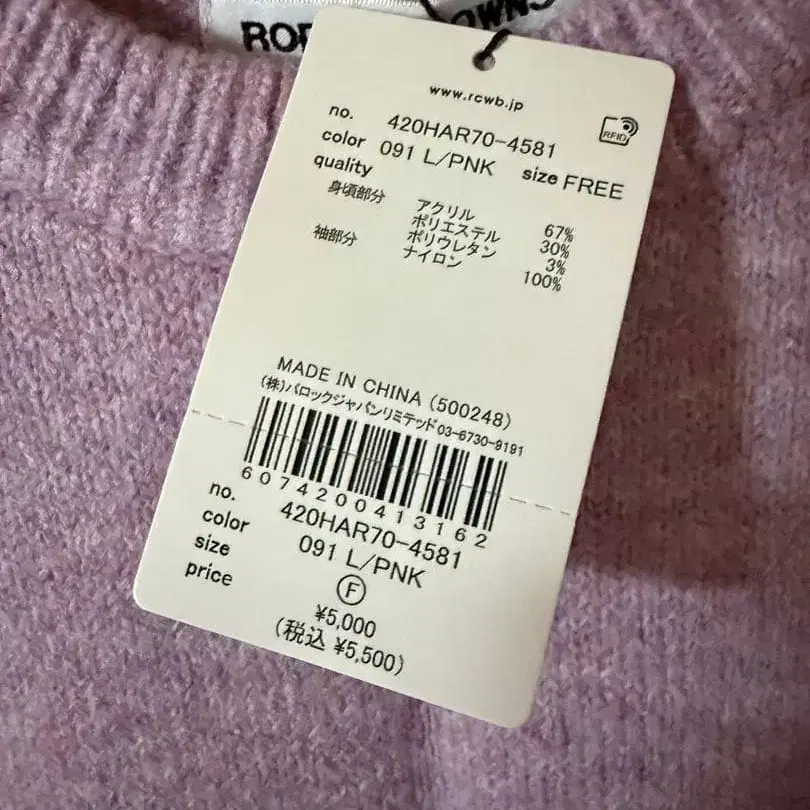 ROD
OWNS
www.rcwb.jp
RFID
no. 420HAR70-4581
color 091 L/PNK size FREE
quality
身頃部分 アクリル 67%
ポリエステル 30%
ポリウレタン 3%
袖部分 ナイロン 100%
MADE IN CHINA (500248)
(株)バロックジャパンリミテッド03-6730-9191
6074200413162
no. 420HAR70-4581
color 091 L/PNK
size F
price ¥5,000
(税込 ¥5,500)